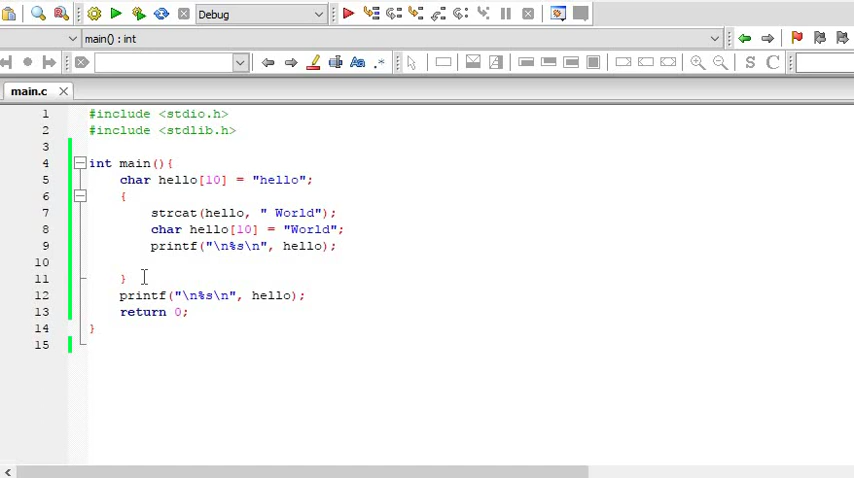 Debug
main() : int
Aa .*
S C
main.c
1 #include <stdio.h>
2 #include <stdlib.h>
3
4 int main(){
5 char hello[10] = "hello";
6 {
7 strcat(hello, " World");
8 char hello[10] = "World";
9 printf("\n%s\n", hello);
10
11 }
12 printf("\n%s\n", hello);
13 return 0;
14 }
15